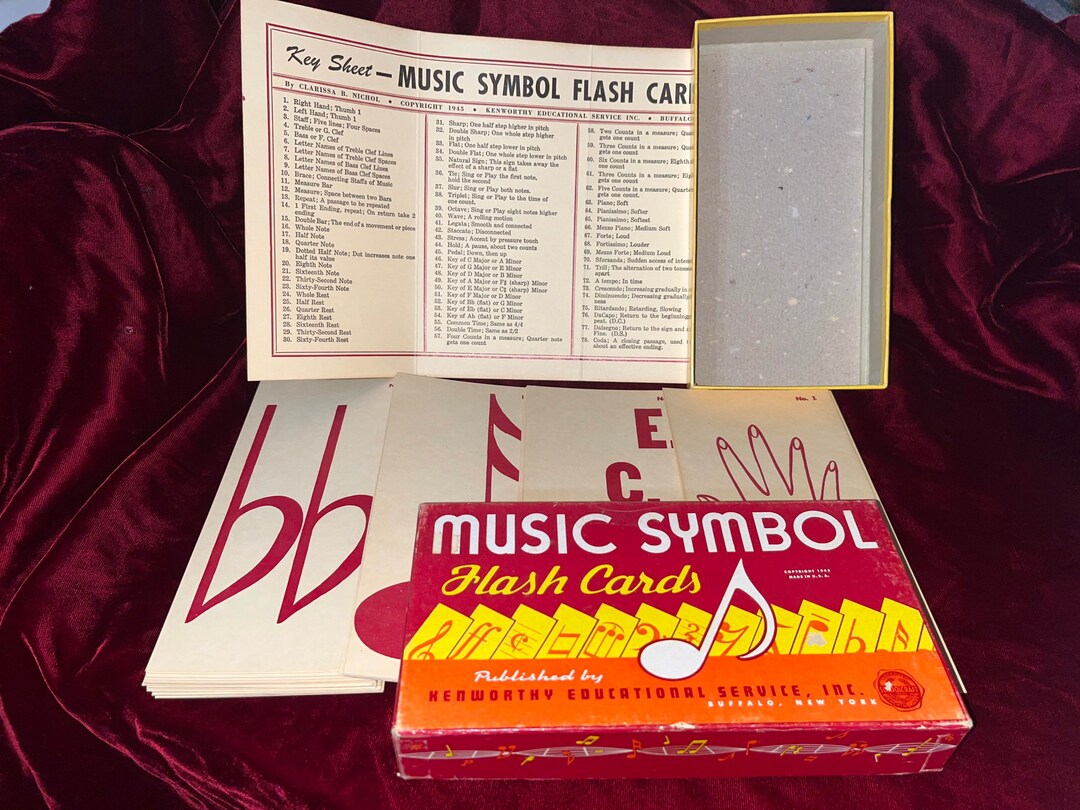 Key Sheet — MUSIC SYMBOL FLASH CAR
By CLARISSA B. NICHOL • COPYRIGHT 1943 • KENWORTHY EDUCATIONAL SERVICE INC. • BUFFALO
1. Right Hand; Thumb 1
2. Left Hand; Thumb 1
3. Staff; Five lines; Four Spaces
4. Treble or G. Clef
5. Bass or F. Clef
6. Letter Names of Treble Clef Lines
7. Letter Names of Treble Clef Spaces
8. Letter Names of Bass Clef Lines
9. Letter Names of Bass Clef Spaces
10. Brace; Connecting Staffs of Music
11. Measure Bar
12. Measure; Space between two Bars
13. Repeat; A passage to be repeated
14. 1 First Ending, repeat; On return take 2
ending
15. Double Bar; The end of a movement or piece
16. Whole Note
17. Half Note
18. Quarter Note
19. Dotted Half Note; Dot increases note one
half its value
20. Eighth Note
21. Sixteenth Note
22. Thirty-Second Note
23. Sixty-Fourth Note
24. Whole Rest
25. Half Rest
26. Quarter Rest
27. Eighth Rest
28. Sixteenth Rest
29. Thirty-Second Rest
30. Sixty-Fourth Rest
31. Sharp; One half step higher in pitch
32. Double Sharp; One whole step higher
in pitch
33. Flat; One half step lower in pitch
34. Double Flat; One whole step lower in pitch
35. Natural Sign; This sign takes away the
effect of a sharp or a flat
36. Tie; Sing or Play the first note,
hold the second
37. Slur; Sing or Play both notes.
38. Triplet; Sing or Play to the time of
one count.
39. Octave; Sing or Play eight notes higher
40. Wave; A rolling motion
41. Legato; Smooth and connected
42. Staccato; Disconnected
43. Stress; Accent by pressure touch
44. Hold; A pause, about two counts
45. Pedal; Down, then up
46. Key of C Major or A Minor
47. Key of G Major or E Minor
48. Key of D Major or B Minor
49. Key of A Major or F♯ (sharp) Minor
50. Key of E Major or C♯ (sharp) Minor
51. Key of F Major or D Minor
52. Key of Bb (flat) or G Minor
53. Key of Eb (flat) or C Minor
54. Key of Ab (flat) or F Minor
55. Common Time; Same as 4/4
56. Double Time; Same as 2/2
57. Four Counts in a measure; Quarter note
gets one count
58. Two Counts in a measure; Qua
gets one count
59. Three Counts in a measure; Qu
gets one count
60. Six Counts in a measure; Eighth
one count
61. Three Counts in a measure; Eig
gets one count
62. Five Counts in a measure; Quarte
gets one count.
63. Piano; Soft
64. Pianissimo; Softer
65. Pianissimo; Softest
66. Mezzo Piano; Medium Soft
67. Forte; Loud
68. Fortissimo; Louder
69. Mezzo Forte; Medium Loud
70. Sforzanda; Sudden access of inten
71. Trill; The alternation of two tones
apart
72. A tempo; In time
73. Crescendo; Increasing gradually in
74. Diminuendo; Decreasing gradually
ness
75. Ritardando; Retarding, Slowing
76. DaCapo; Return to the beginning
pest. (D.C.)
77. Dalsegno; Return to the sign and
Fine. (D.S.)
78. Coda; A closing passage, used t
about an effective ending.
No. 1
E.
C.
MUSIC SYMBOL
Flash Cards
COPYRIGHT 1943
MADE IN U.S.A.
Published by
KENWORTHY EDUCATIONAL SERVICE, INC.
BUFFALO, NEW YORK